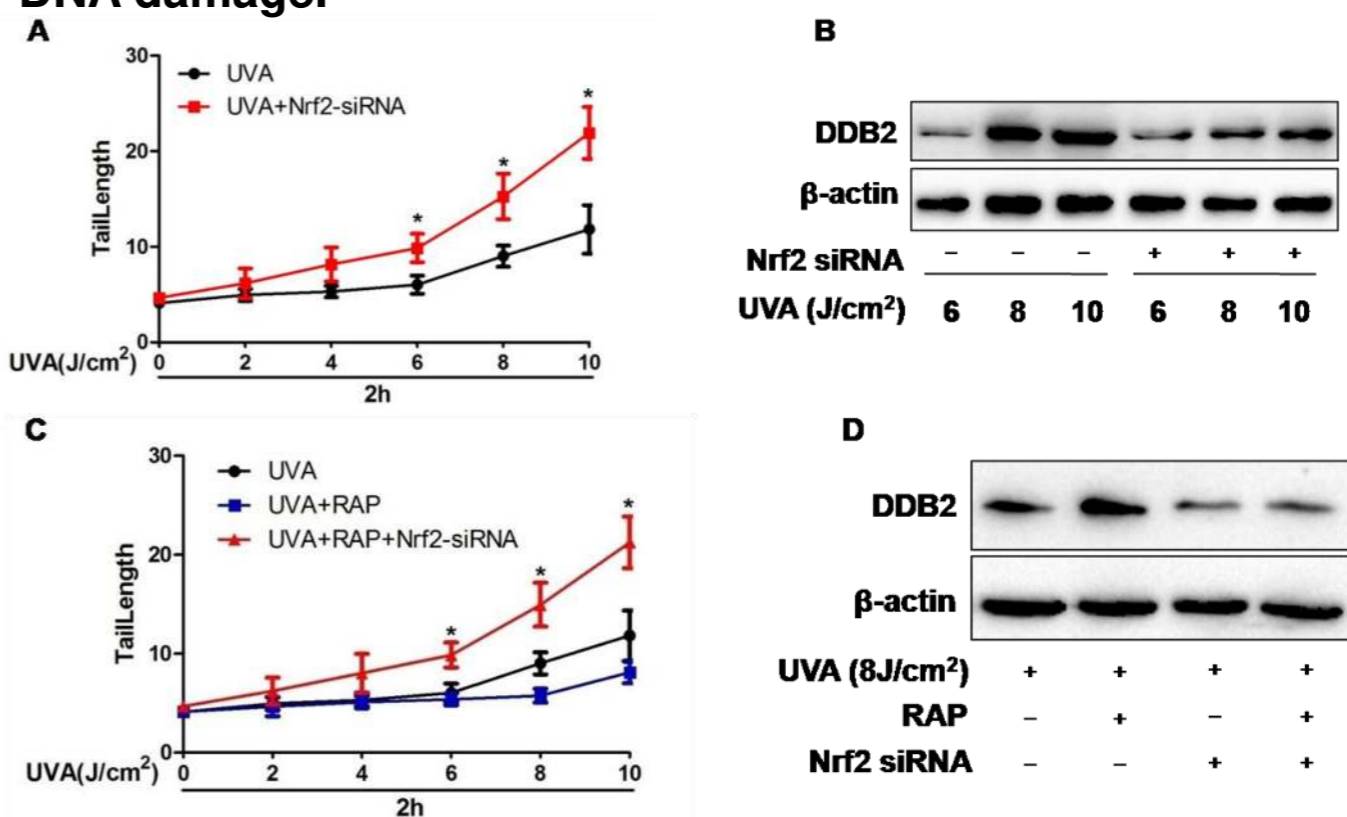 DNA damage.
A
30
20
10
0
TailLength
UVA
UVA+Nrf2-siRNA
* * *
UVA(J/cm²) 0 2 4 6 8 10
2h
B
DDB2
β-actin
Nrf2 siRNA − − − + + +
UVA (J/cm²) 6 8 10 6 8 10
C
30
20
10
0
TailLength
UVA
UVA+RAP
UVA+RAP+Nrf2-siRNA
* * *
UVA(J/cm²) 0 2 4 6 8 10
2h
D
DDB2
β-actin
UVA (8J/cm²) + + + +
RAP − + − +
Nrf2 siRNA − − + +